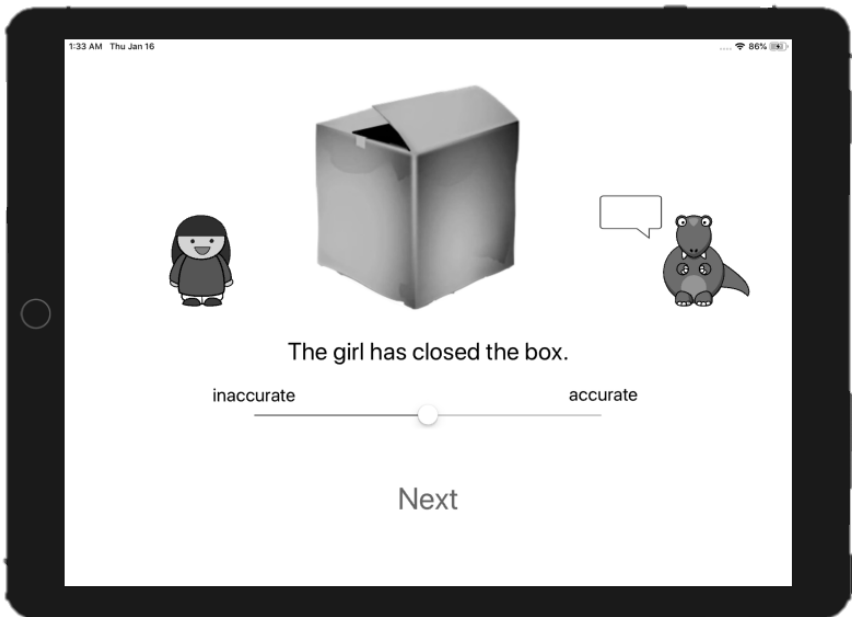 1:33 AM Thu Jan 16
86%
The girl has closed the box.
inaccurate
accurate
Next